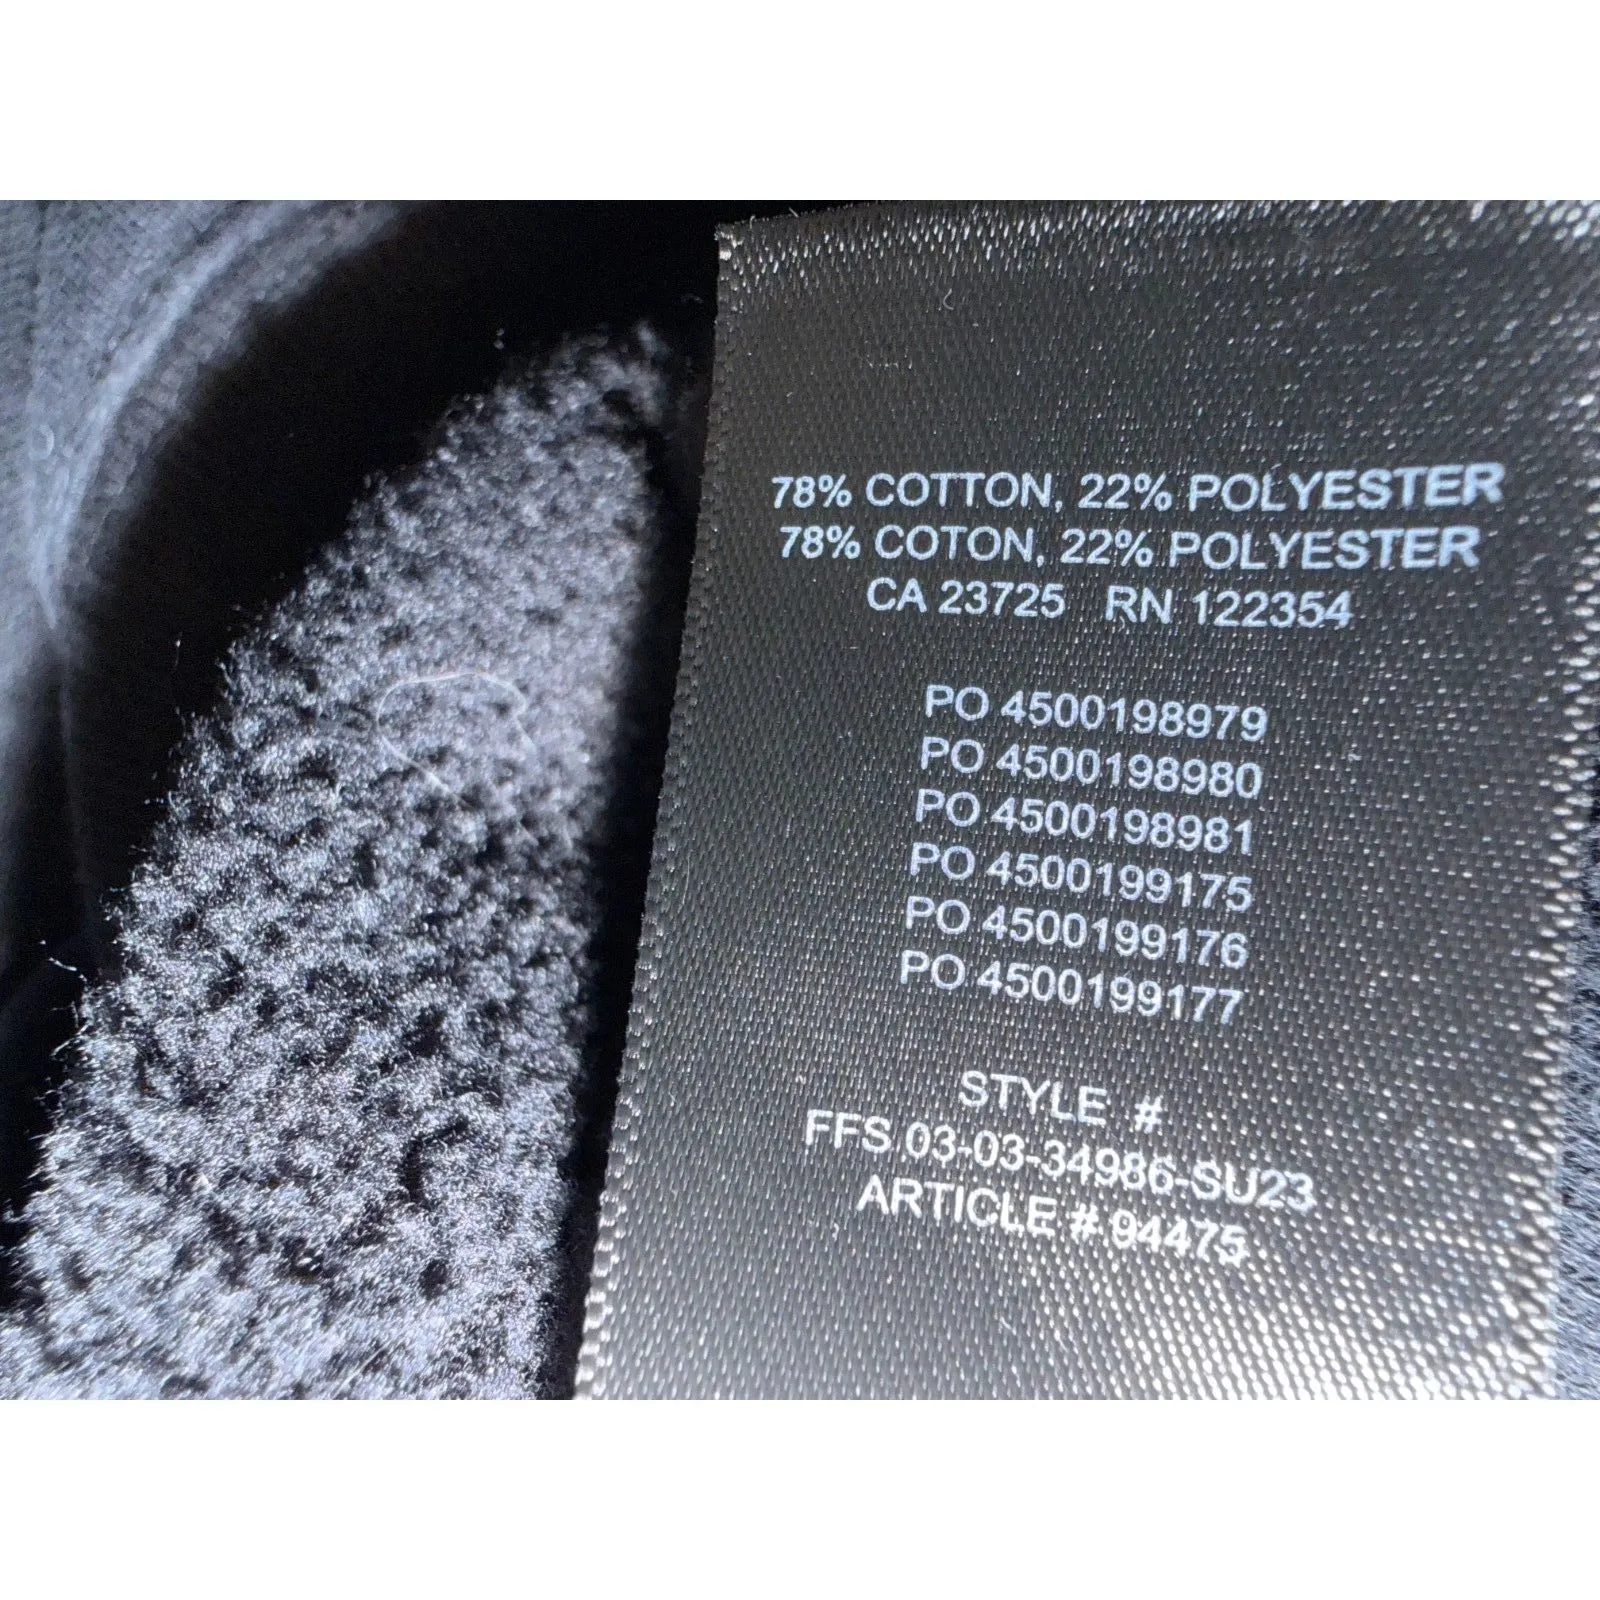 78% COTTON, 22% POLYESTER
78% COTON, 22% POLYESTER
CA 23725 RN 122354
PO 4500198979
PO 4500198980
PO 4500198981
PO 4500199175
PO 4500199176
PO 4500199177
STYLE #
FFS 03-03-34986-SU23
ARTICLE # 94475